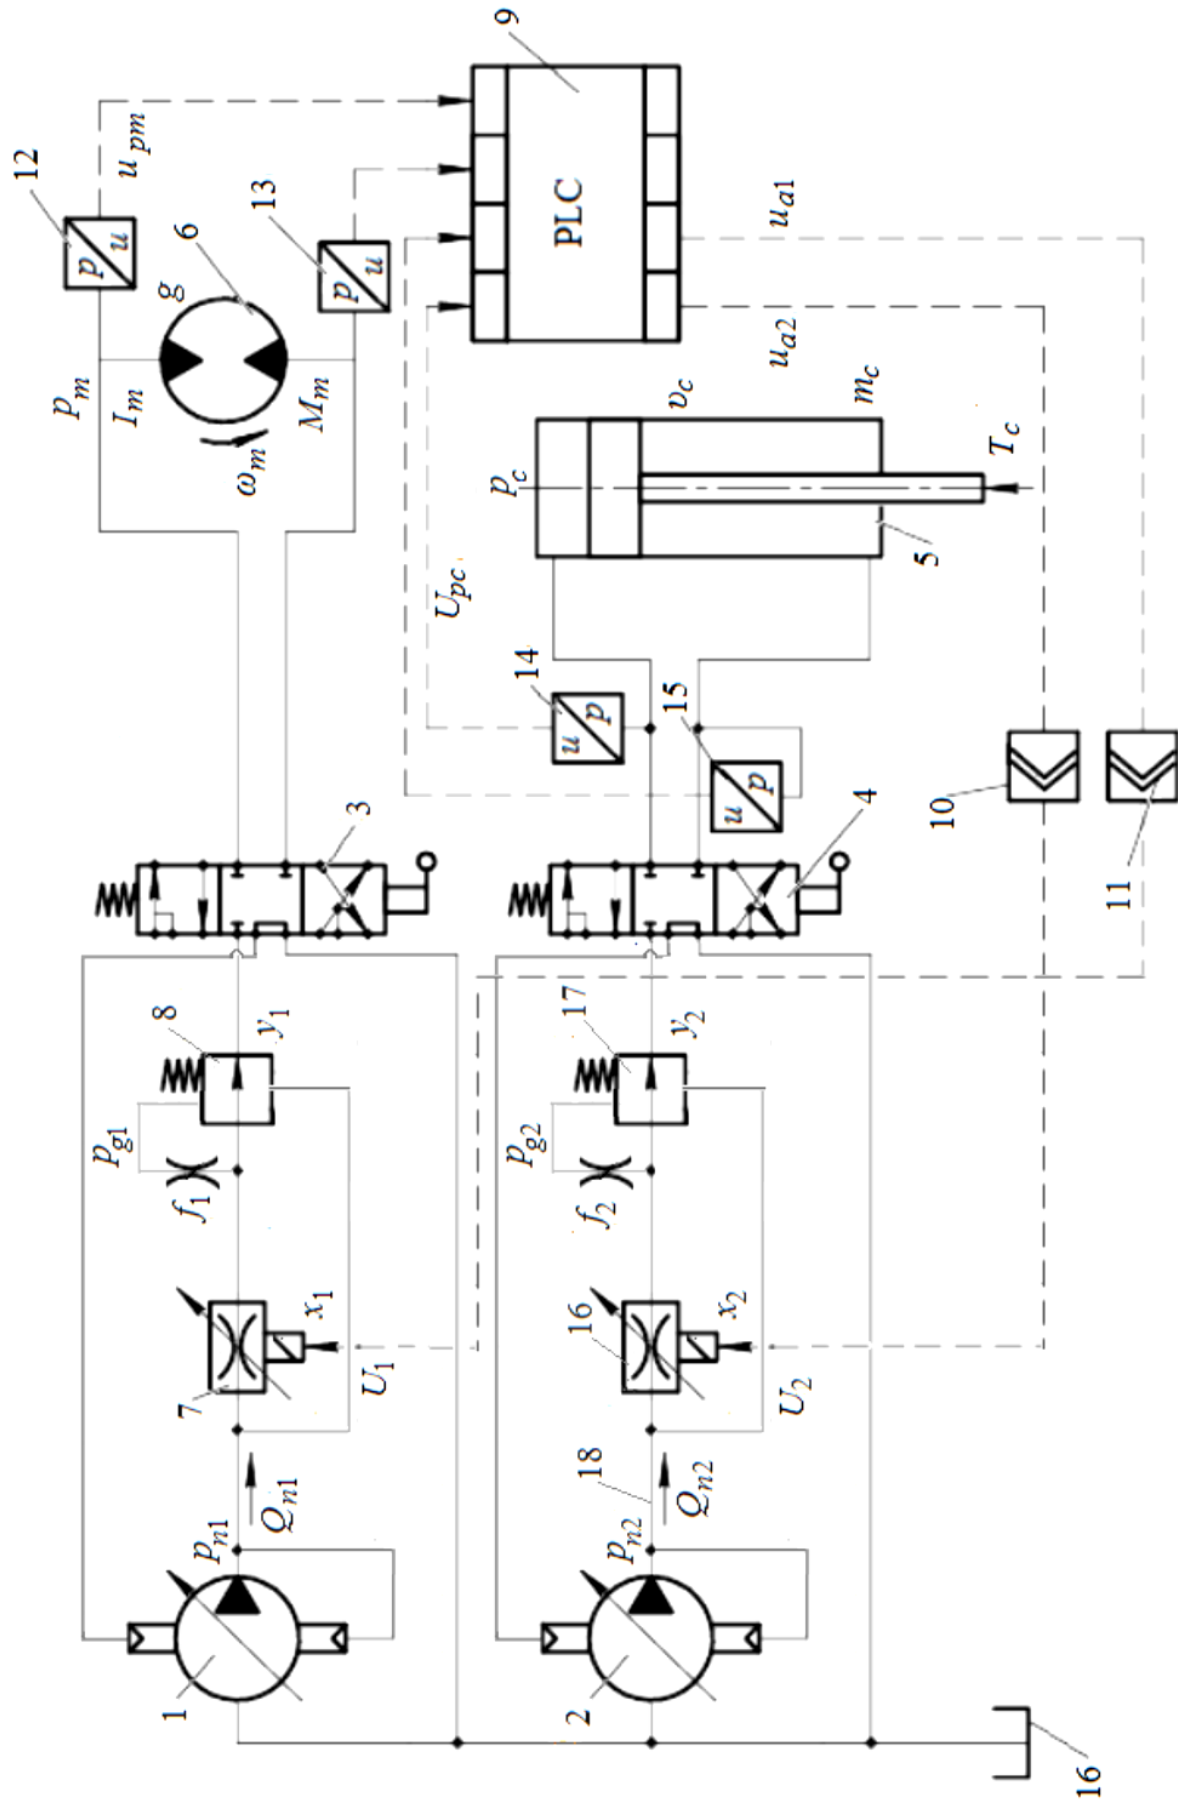 12
u pm
p
u
13
p
u
6
g
p_m
I_m
M_m
ω_m
9
PLC
u_a1
u_a2
p_c
v_c
m_c
T_c
5
U_pc
14
u
p
15
u
p
3
4
10
11
8
y_1
p_g1
f_1
7
x_1
U_1
Q_n1
p_n1
1
17
y_2
p_g2
f_2
16
x_2
U_2
18
Q_n2
p_n2
2
16